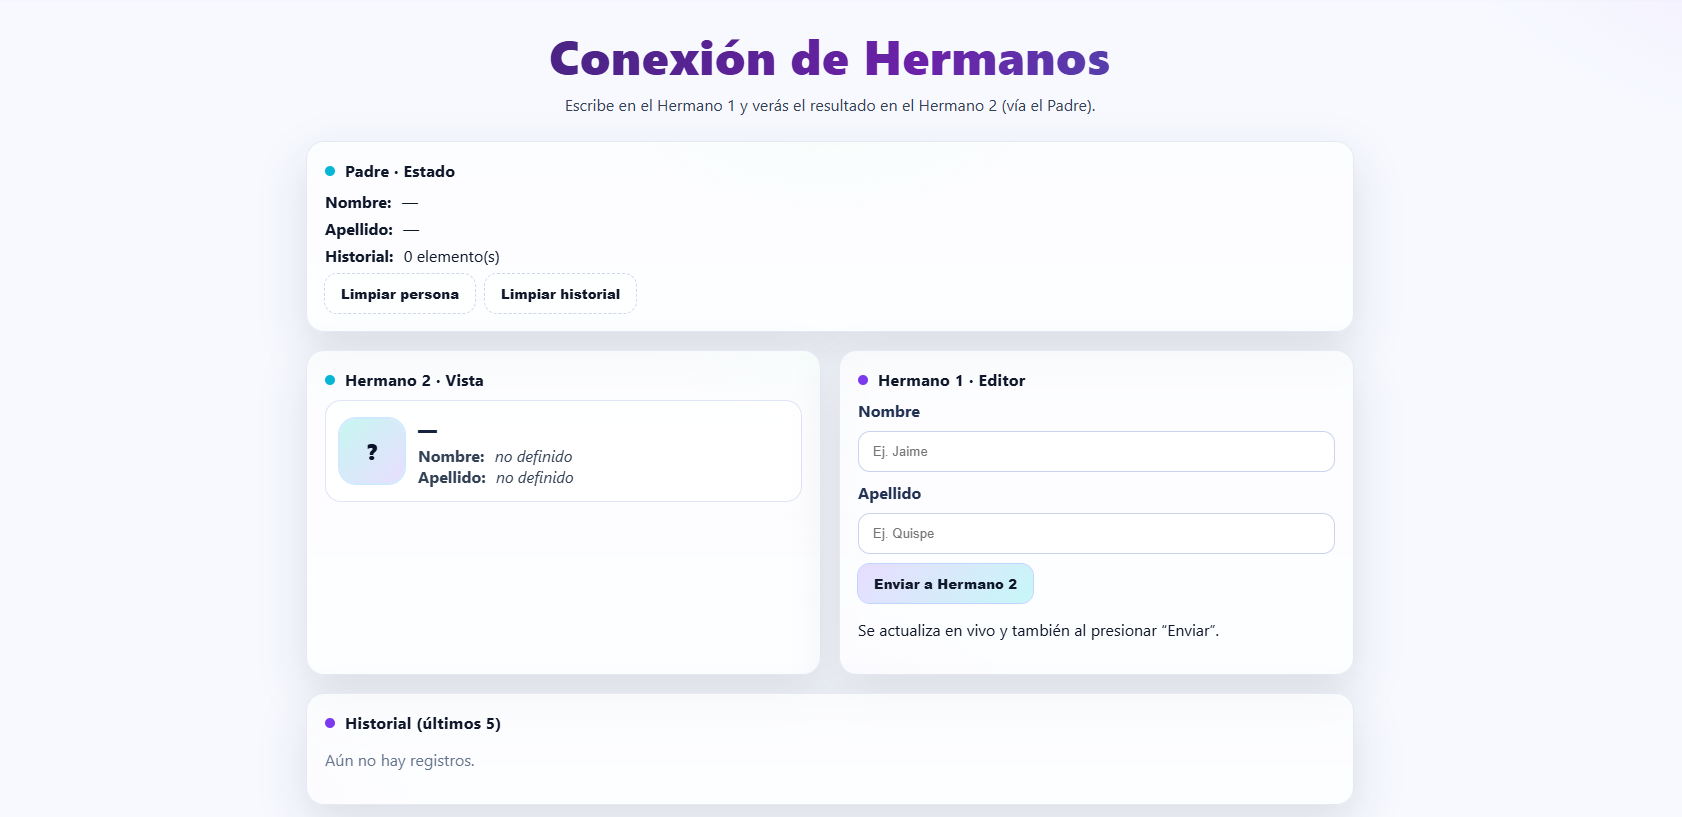 Conexión de Hermanos
Escribe en el Hermano 1 y verás el resultado en el Hermano 2 (vía el Padre).
Padre · Estado
Nombre: —
Apellido: —
Historial: 0 elemento(s)
Limpiar persona Limpiar historial
Hermano 2 · Vista
?
—
Nombre: no definido
Apellido: no definido
Hermano 1 · Editor
Nombre
Ej. Jaime
Apellido
Ej. Quispe
Enviar a Hermano 2
Se actualiza en vivo y también al presionar “Enviar”.
Historial (últimos 5)
Aún no hay registros.